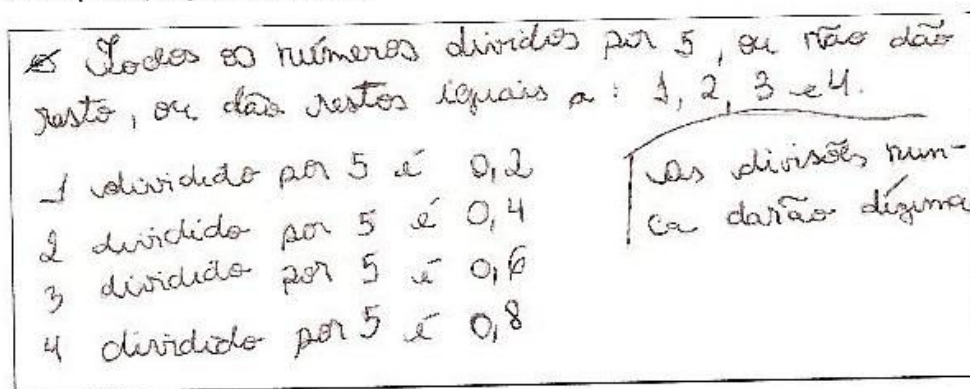 Todos os números dividos por 5, ou não dão
resto, ou dão restos iguais a: 1, 2, 3 e 4.
1 dividido por 5 é 0,2
2 dividido por 5 é 0,4
3 dividido por 5 é 0,6
4 dividido por 5 é 0,8
As divisões nun-
ca darão dízima